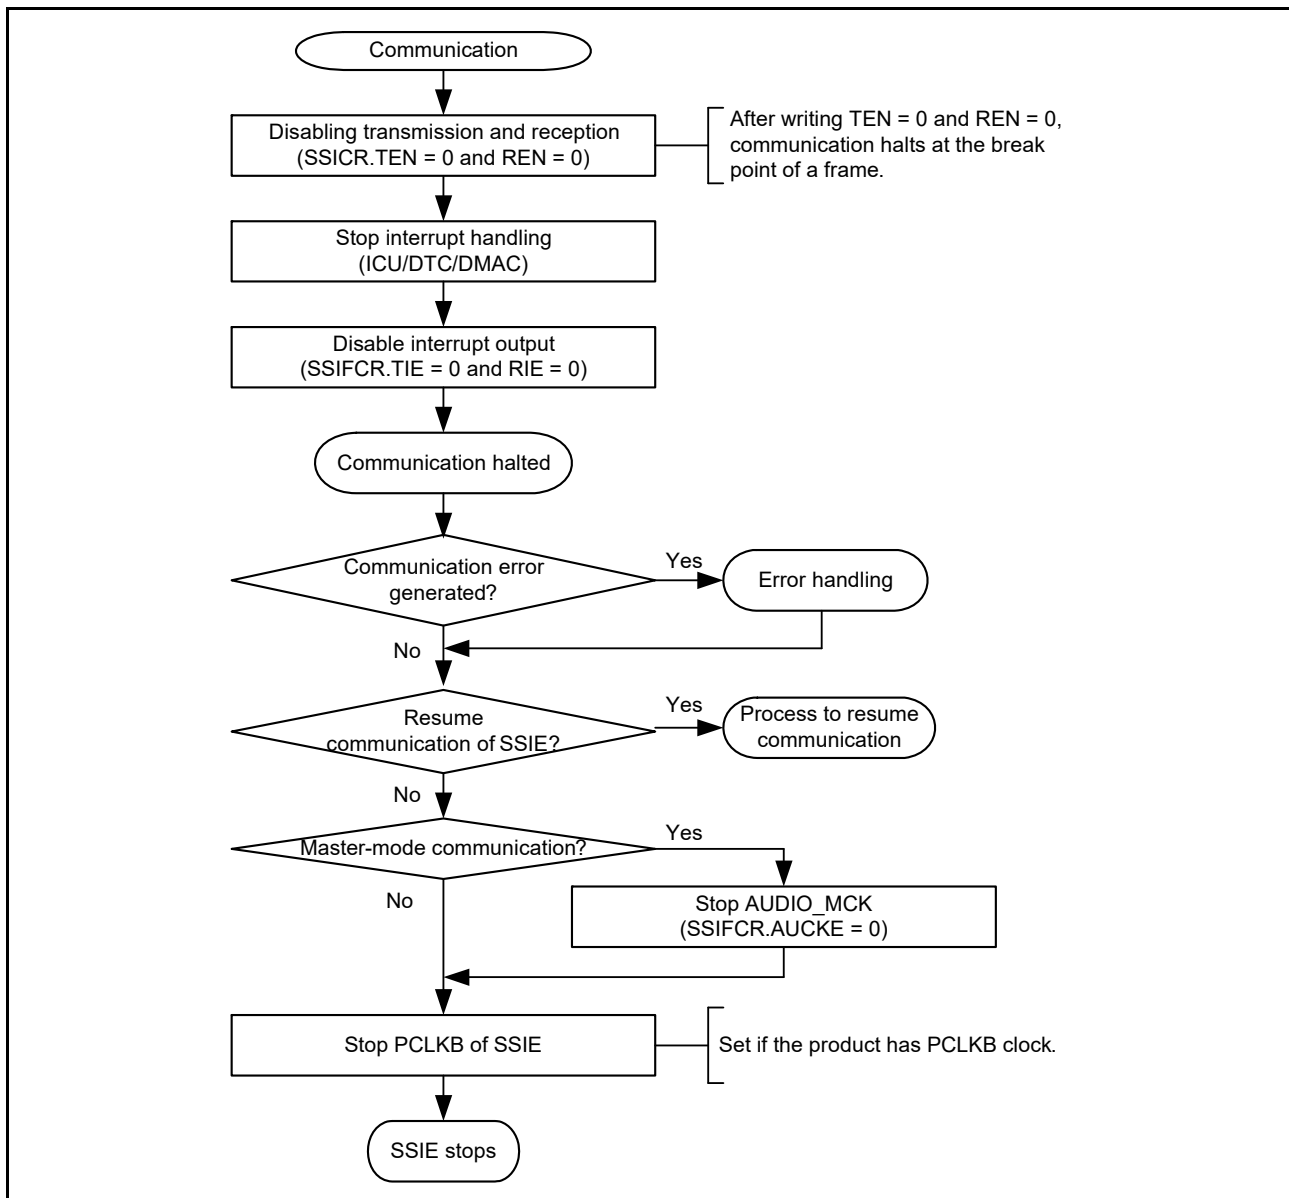 Communication
Disabling transmission and reception
(SSICR.TEN = 0 and REN = 0)
After writing TEN = 0 and REN = 0,
communication halts at the break
point of a frame.
Stop interrupt handling
(ICU/DTC/DMAC)
Disable interrupt output
(SSIFCR.TIE = 0 and RIE = 0)
Communication halted
Communication error
generated?
Yes
Error handling
No
Resume
communication of SSIE?
Yes
Process to resume
communication
No
Master-mode communication?
Yes
No
Stop AUDIO_MCK
(SSIFCR.AUCKE = 0)
Stop PCLKB of SSIE
Set if the product has PCLKB clock.
SSIE stops